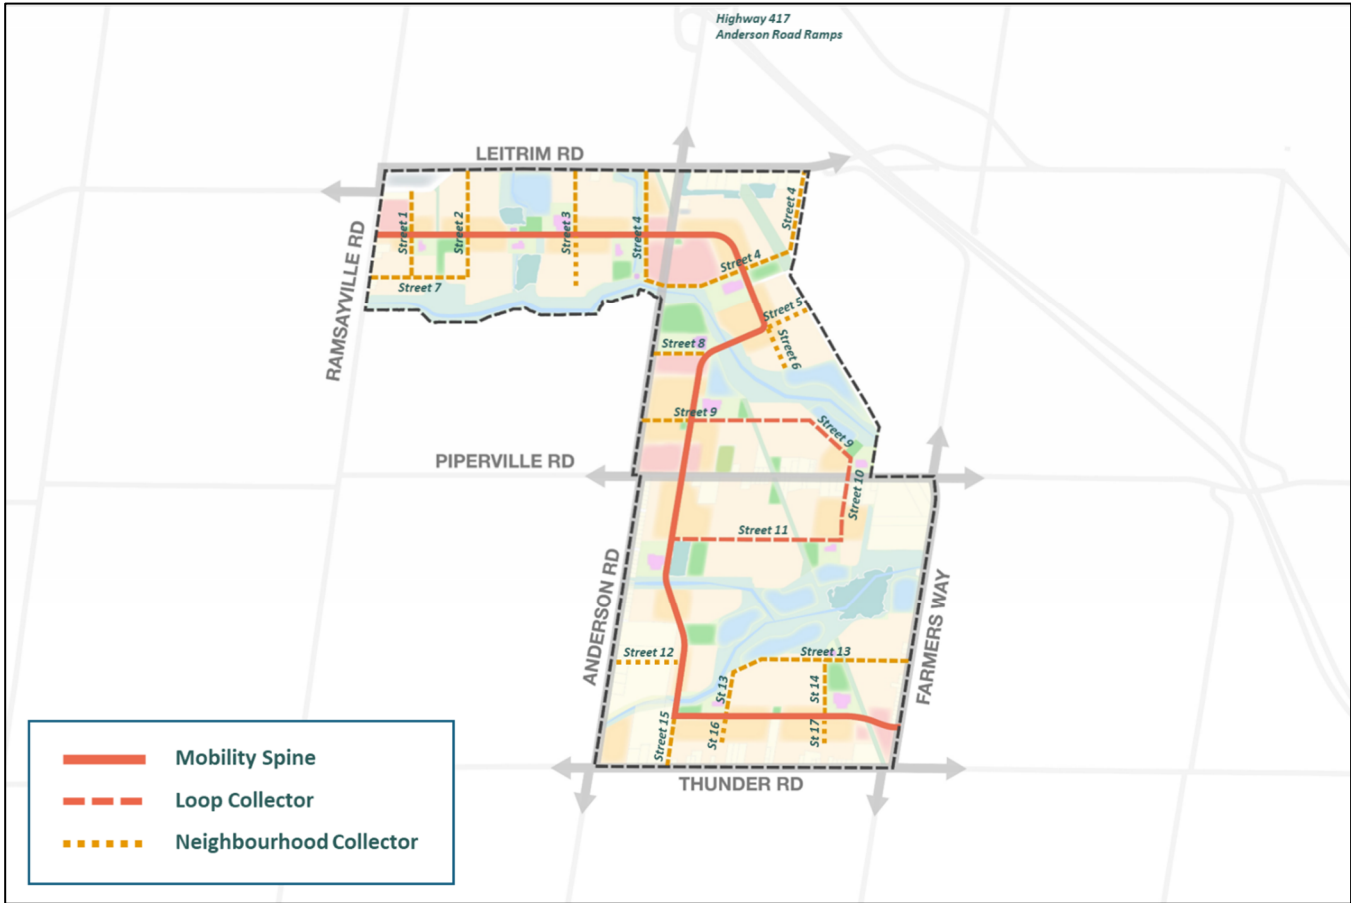 Highway 417
Anderson Road Ramps
LEITRIM RD
RAMSAYVILLE RD
Street 1
Street 2
Street 3
Street 4
Street 4
Street 4
Street 7
Street 5
Street 6
Street 8
Street 9
Street 9
PIPERVILLE RD
Street 10
Street 11
ANDERSON RD
FARMERS WAY
Street 12
Street 13
St 13
St 14
Street 15
St 16
St 17
THUNDER RD
Mobility Spine
Loop Collector
Neighbourhood Collector